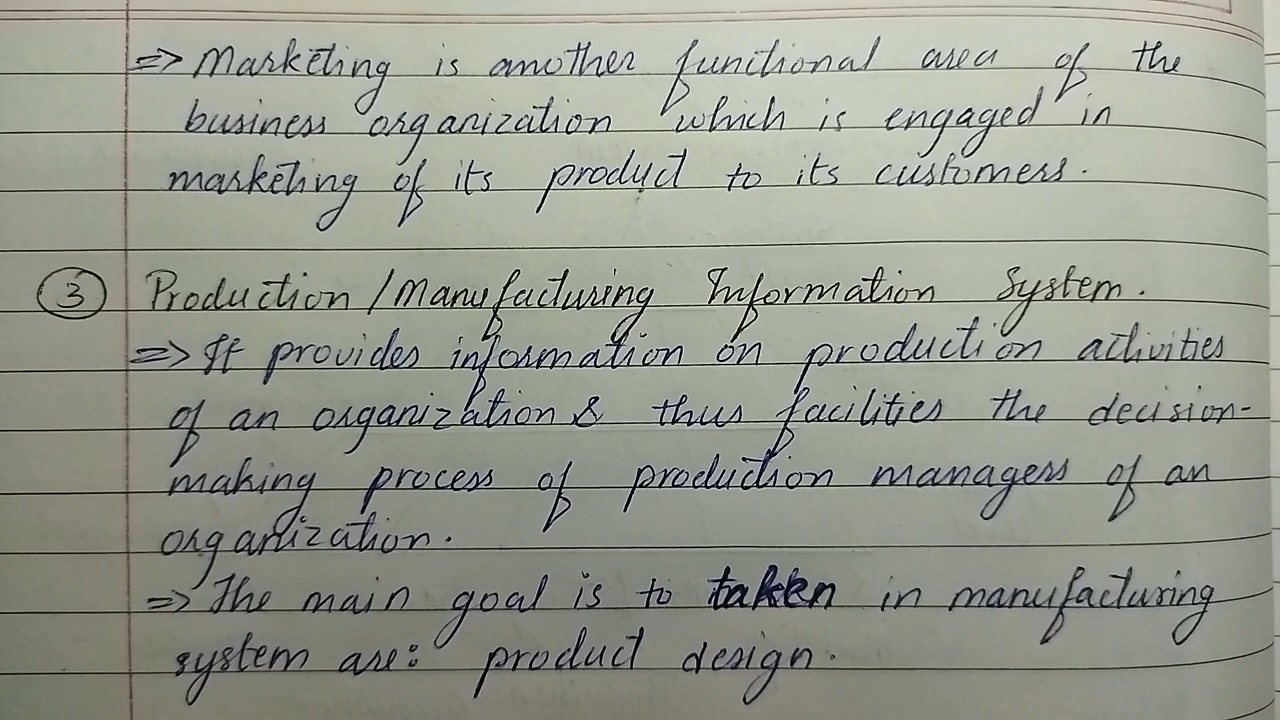 => Marketing is another functional area of the
business organization which is engaged in
marketing of its product to its customers.
3 Production/Manufacturing Information System.
=> It provides information on production activities
of an organization & thus facilities the decision-
making process of production managers of an
organization.
=> The main goal is to taken in manufacturing
system are: product design.